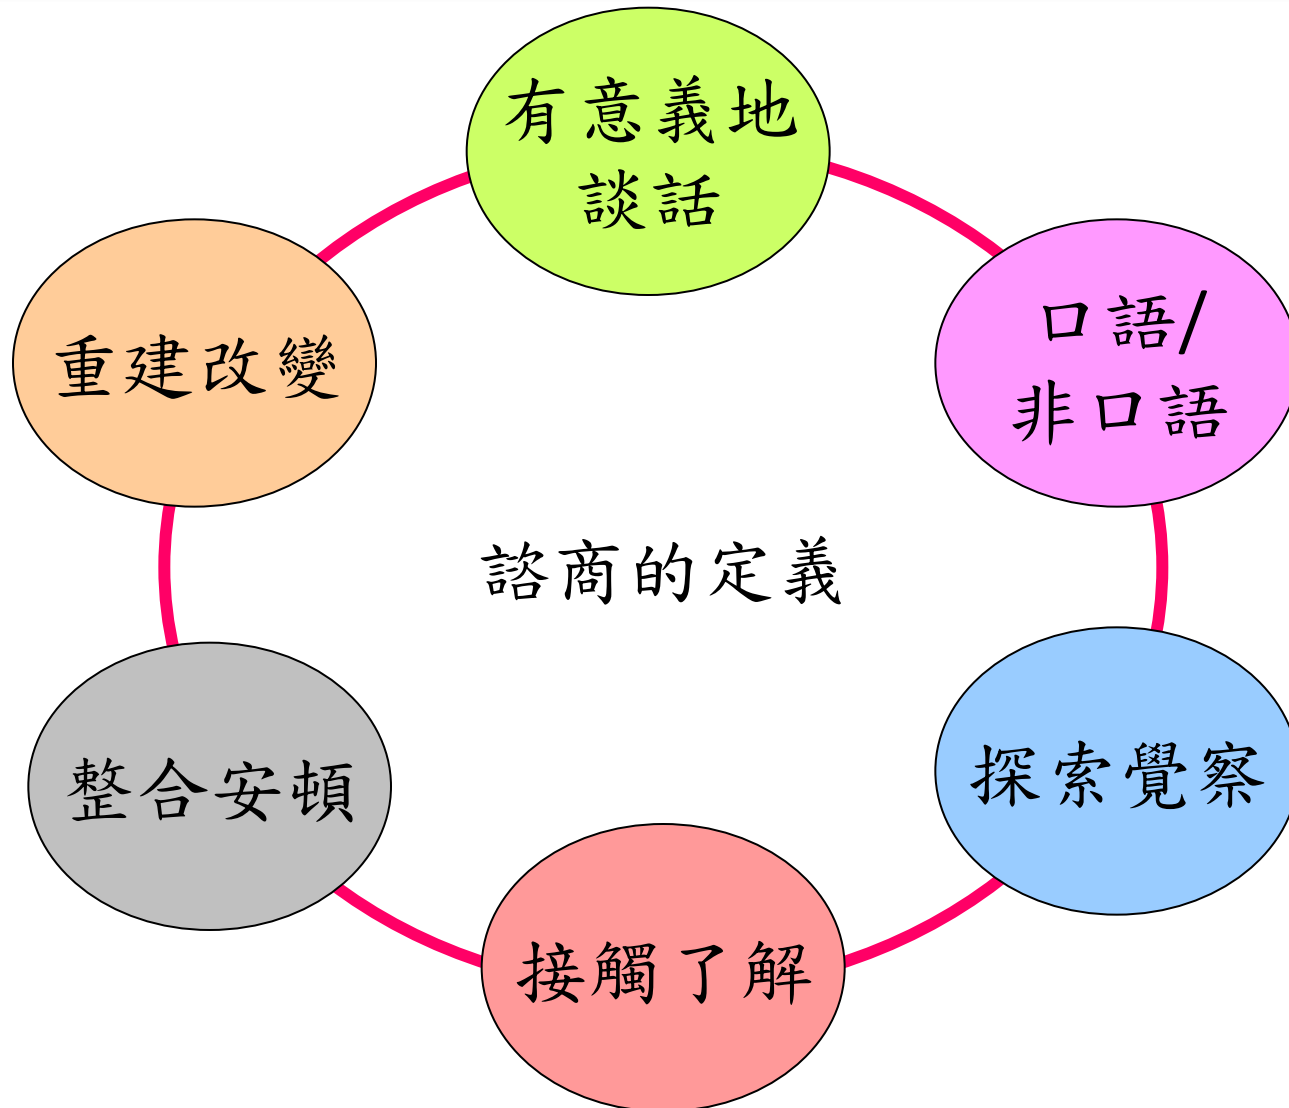 有意義地
談話
口語/
非口語
探索覺察
接觸了解
整合安頓
重建改變
諮商的定義